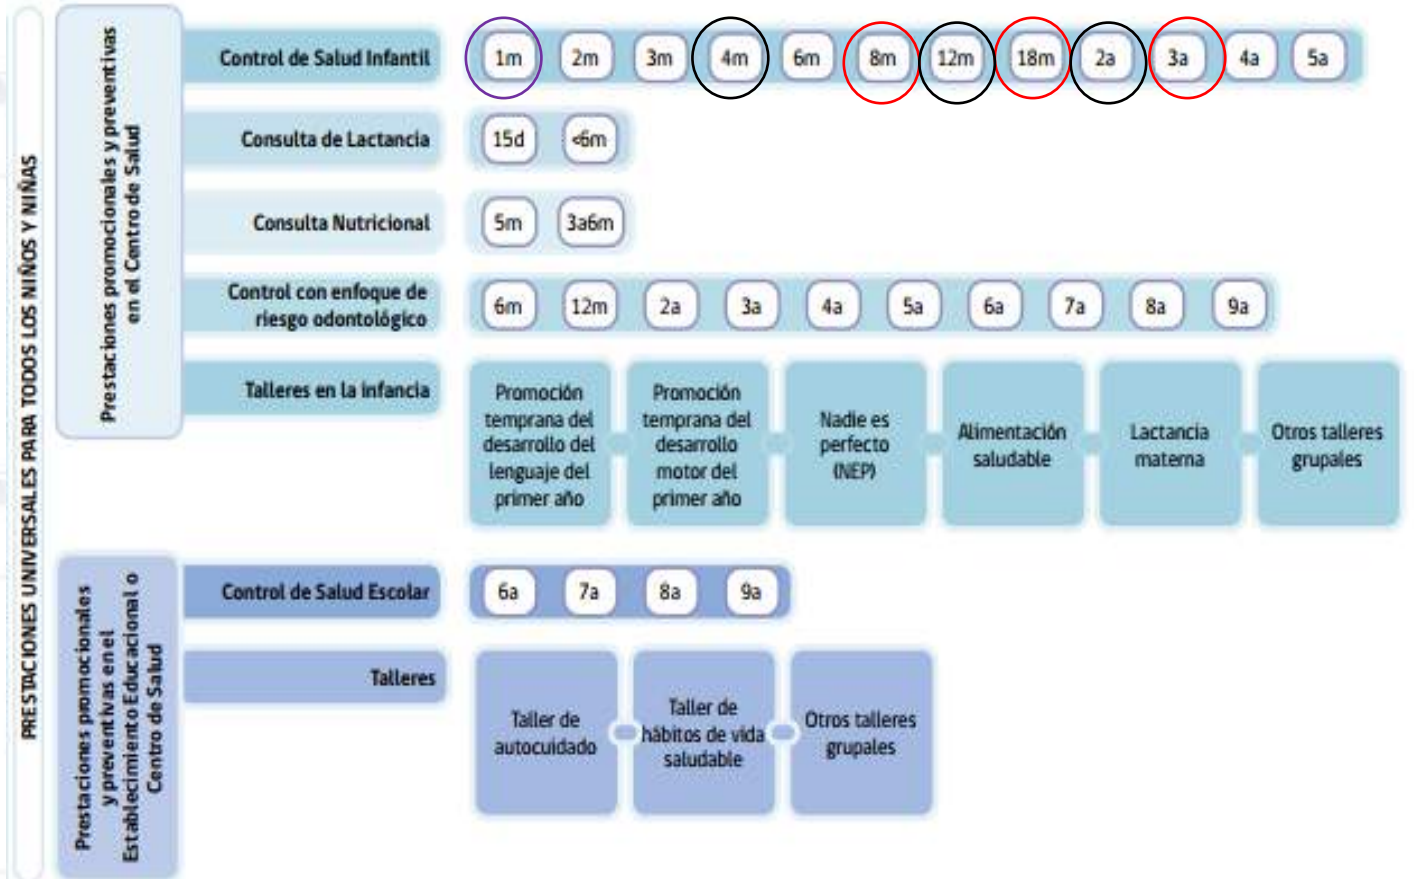 PRESTACIONES UNIVERSALES PARA TODOS LOS NIÑOS Y NIÑAS
Prestaciones promocionales y preventivas
en el Centro de Salud
Control de Salud Infantil
1m 2m 3m 4m 6m 8m 12m 18m 2a 3a 4a 5a
Consulta de Lactancia
15d <6m
Consulta Nutricional
5m 3a6m
Control con enfoque de
riesgo odontológico
6m 12m 2a 3a 4a 5a 6a 7a 8a 9a
Talleres en la infancia
Promoción
temprana del
desarrollo del
lenguaje del
primer año
Promoción
temprana del
desarrollo
motor del
primer año
Nadie es
perfecto
(NEP)
Alimentación
saludable
Lactancia
materna
Otros talleres
grupales
Prestaciones promocionales
y preventivas en el
Establecimiento Educacional o
Centro de Salud
Control de Salud Escolar
6a 7a 8a 9a
Talleres
Taller de
autocuidado
Taller de
hábitos de vida
saludable
Otros talleres
grupales